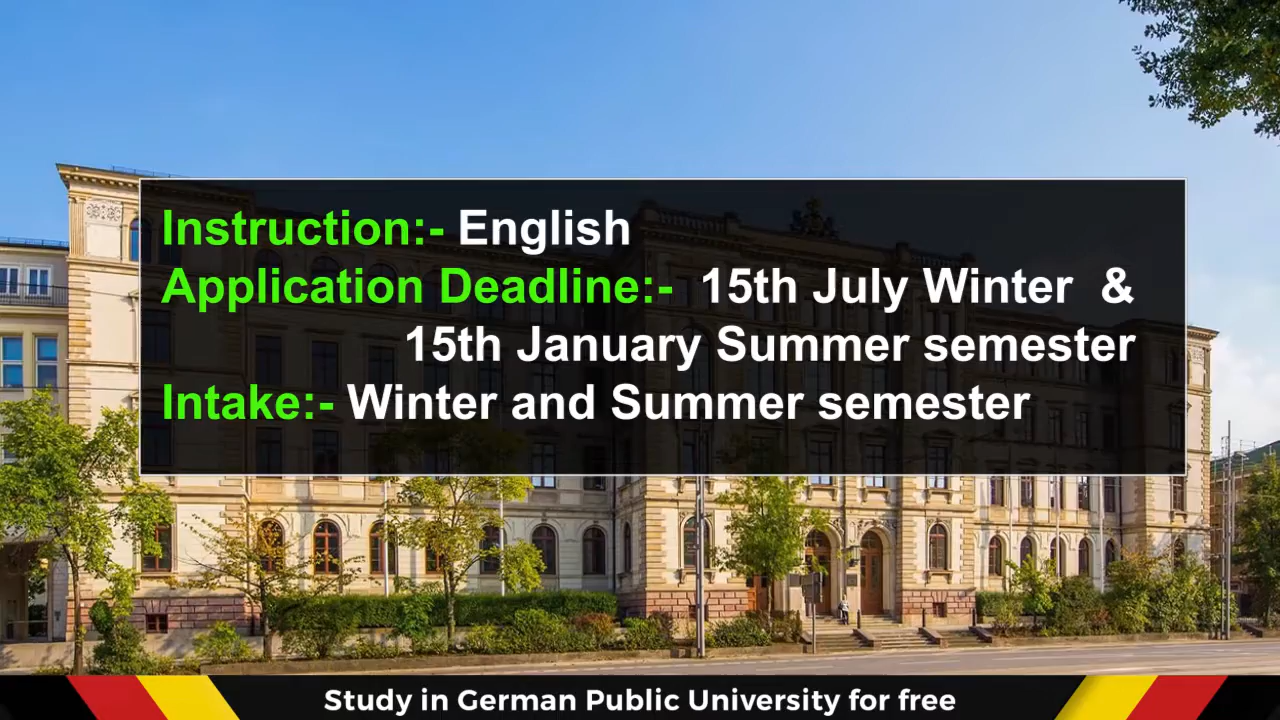 Instruction:- English
Application Deadline:- 15th July Winter &
15th January Summer semester
Intake:- Winter and Summer semester
Study in German Public University for free